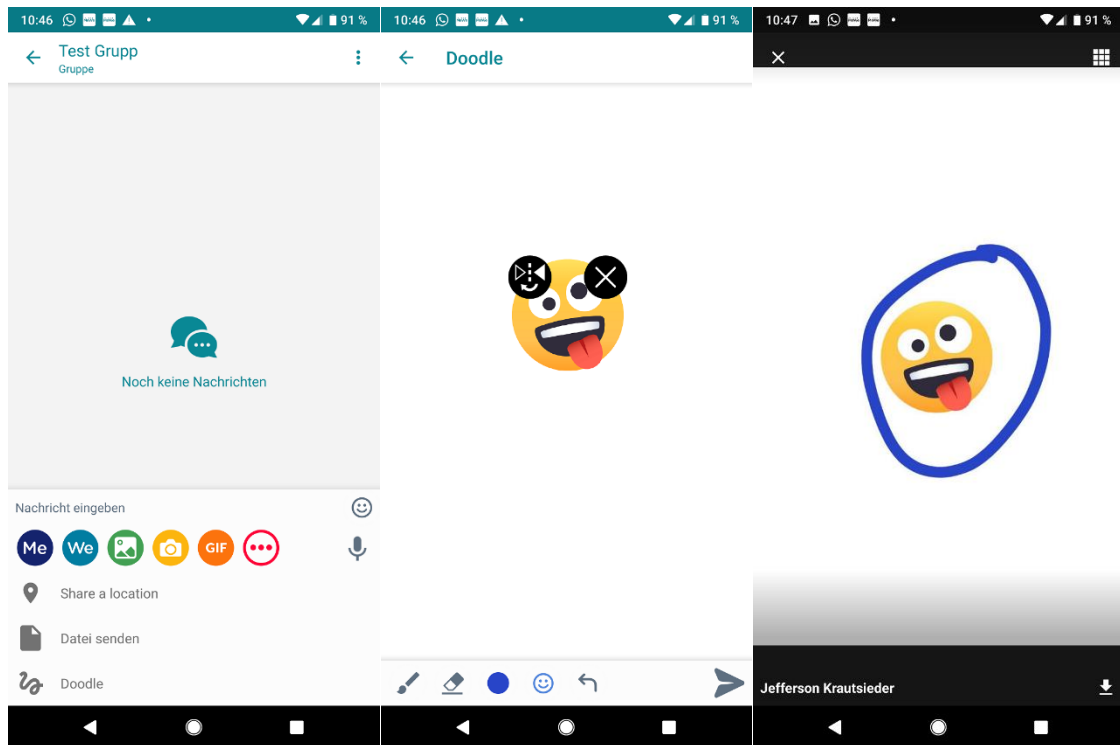 10:46
91 %
Test Grupp
Gruppe
Noch keine Nachrichten
Nachricht eingeben
Me
We
GIF
Share a location
Datei senden
Doodle
10:46
91 %
Doodle
10:47
91 %
Jefferson Krautsieder